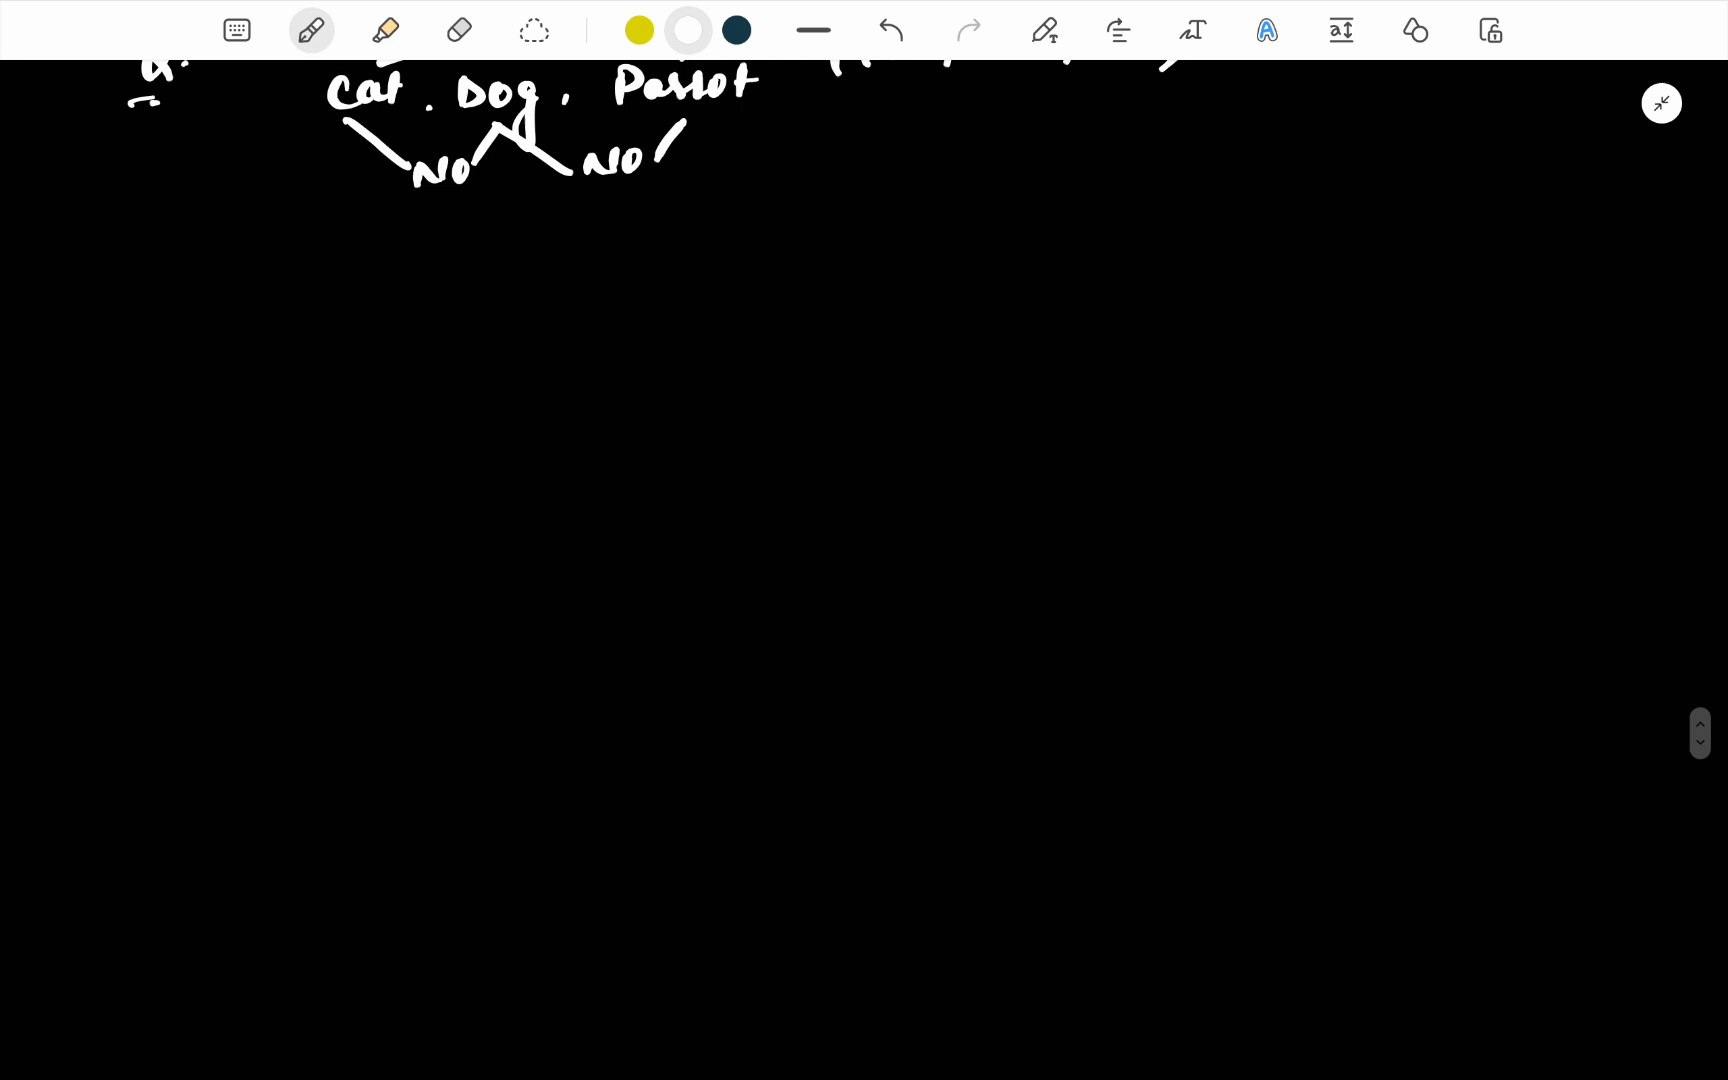 Q.
Cat. Dog, Parrot
NO NO